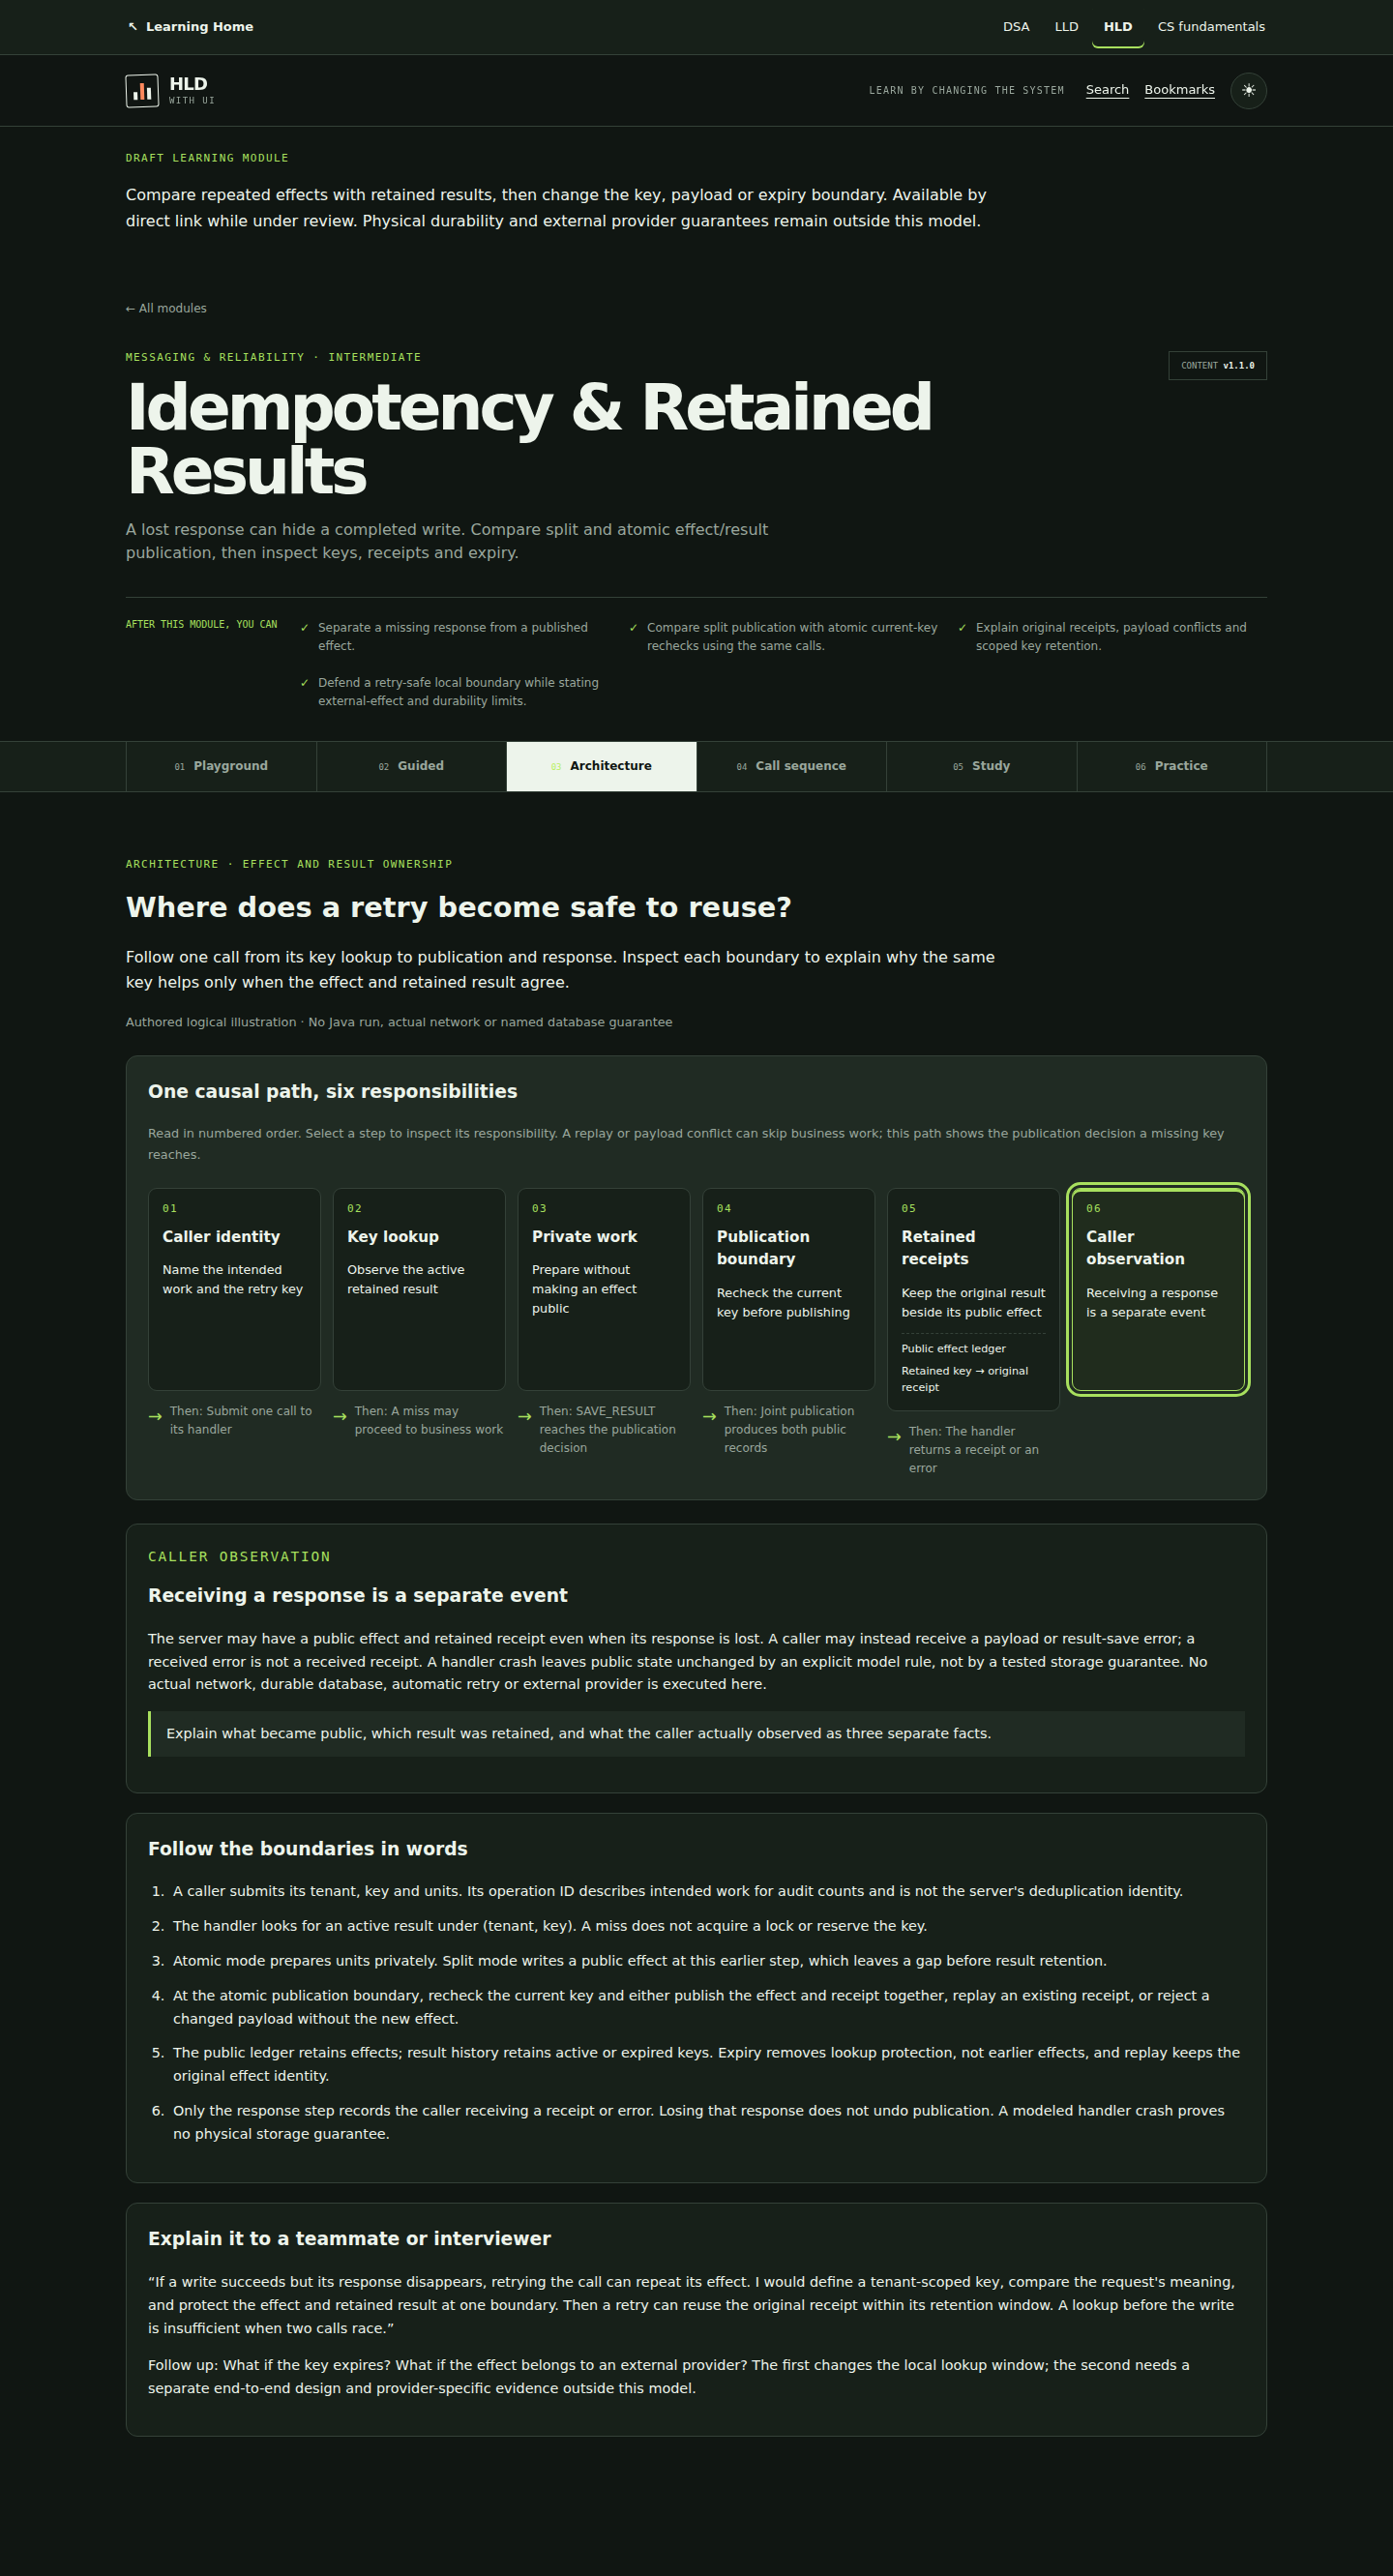 ↖ Learning Home
DSA LLD HLD CS fundamentals
HLD
WITH UI
LEARN BY CHANGING THE SYSTEM Search Bookmarks
DRAFT LEARNING MODULE
Compare repeated effects with retained results, then change the key, payload or expiry boundary. Available by
direct link while under review. Physical durability and external provider guarantees remain outside this model.
← All modules
MESSAGING & RELIABILITY · INTERMEDIATE
CONTENT v1.1.0
Idempotency & Retained
Results
A lost response can hide a completed write. Compare split and atomic effect/result
publication, then inspect keys, receipts and expiry.
AFTER THIS MODULE, YOU CAN
✓ Separate a missing response from a published
effect.
✓ Compare split publication with atomic current-key
rechecks using the same calls.
✓ Explain original receipts, payload conflicts and
scoped key retention.
✓ Defend a retry-safe local boundary while stating
external-effect and durability limits.
01 Playground
02 Guided
03 Architecture
04 Call sequence
05 Study
06 Practice
ARCHITECTURE · EFFECT AND RESULT OWNERSHIP
Where does a retry become safe to reuse?
Follow one call from its key lookup to publication and response. Inspect each boundary to explain why the same
key helps only when the effect and retained result agree.
Authored logical illustration · No Java run, actual network or named database guarantee
One causal path, six responsibilities
Read in numbered order. Select a step to inspect its responsibility. A replay or payload conflict can skip business work; this path shows the publication decision a missing key
reaches.
01
Caller identity
Name the intended
work and the retry key
→ Then: Submit one call to
its handler
02
Key lookup
Observe the active
retained result
→ Then: A miss may
proceed to business work
03
Private work
Prepare without
making an effect
public
→ Then: SAVE_RESULT
reaches the publication
decision
04
Publication
boundary
Recheck the current
key before publishing
→ Then: Joint publication
produces both public
records
05
Retained
receipts
Keep the original result
beside its public effect
Public effect ledger
Retained key → original
receipt
→ Then: The handler
returns a receipt or an
error
06
Caller
observation
Receiving a response
is a separate event
CALLER OBSERVATION
Receiving a response is a separate event
The server may have a public effect and retained receipt even when its response is lost. A caller may instead receive a payload or result-save error; a
received error is not a received receipt. A handler crash leaves public state unchanged by an explicit model rule, not by a tested storage guarantee. No
actual network, durable database, automatic retry or external provider is executed here.
Explain what became public, which result was retained, and what the caller actually observed as three separate facts.
Follow the boundaries in words
1. A caller submits its tenant, key and units. Its operation ID describes intended work for audit counts and is not the server's deduplication identity.
2. The handler looks for an active result under (tenant, key). A miss does not acquire a lock or reserve the key.
3. Atomic mode prepares units privately. Split mode writes a public effect at this earlier step, which leaves a gap before result retention.
4. At the atomic publication boundary, recheck the current key and either publish the effect and receipt together, replay an existing receipt, or reject a
changed payload without the new effect.
5. The public ledger retains effects; result history retains active or expired keys. Expiry removes lookup protection, not earlier effects, and replay keeps the
original effect identity.
6. Only the response step records the caller receiving a receipt or error. Losing that response does not undo publication. A modeled handler crash proves
no physical storage guarantee.
Explain it to a teammate or interviewer
“If a write succeeds but its response disappears, retrying the call can repeat its effect. I would define a tenant-scoped key, compare the request's meaning,
and protect the effect and retained result at one boundary. Then a retry can reuse the original receipt within its retention window. A lookup before the write
is insufficient when two calls race.”
Follow up: What if the key expires? What if the effect belongs to an external provider? The first changes the local lookup window; the second needs a
separate end-to-end design and provider-specific evidence outside this model.